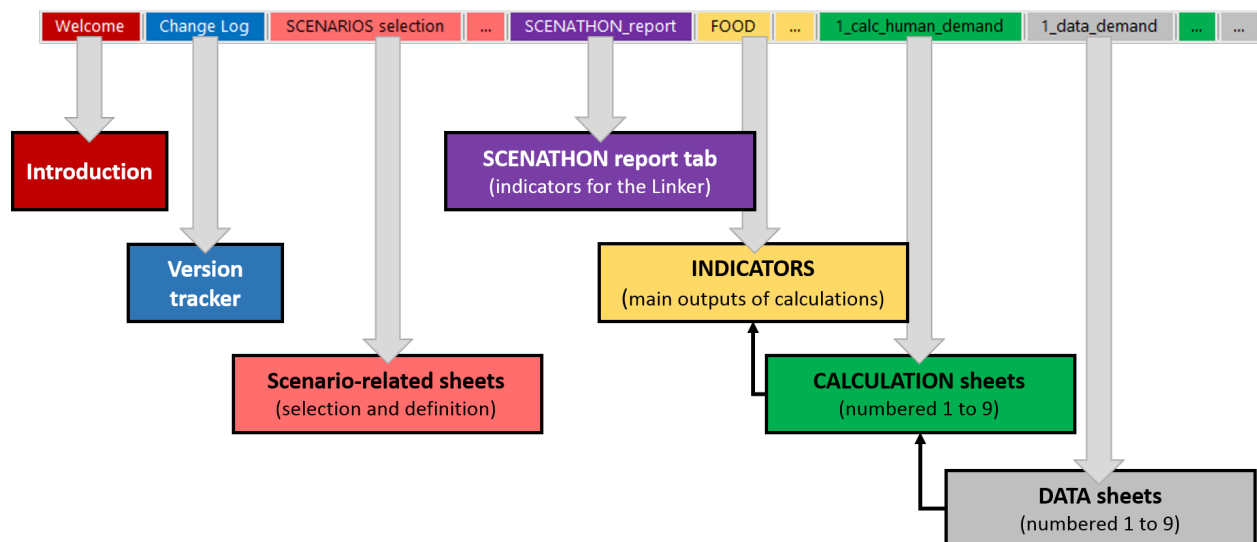 Welcome Change Log SCENARIOS selection ... SCENATHON_report FOOD ... 1_calc_human_demand 1_data_demand ... ...
Introduction
SCENATHON report tab
(indicators for the Linker)
Version
tracker
INDICATORS
(main outputs of calculations)
Scenario-related sheets
(selection and definition)
CALCULATION sheets
(numbered 1 to 9)
DATA sheets
(numbered 1 to 9)